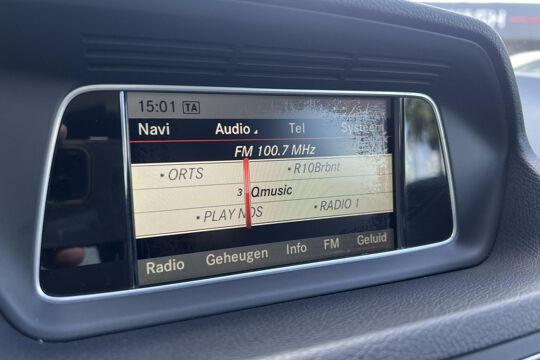 15:01 TA
Navi Audio Tel Systeem
FM 100.7 MHz
• ORTS • R10Brbnt
3 Qmusic
• PLAY NOS • RADIO 1
Radio Geheugen Info FM Geluid